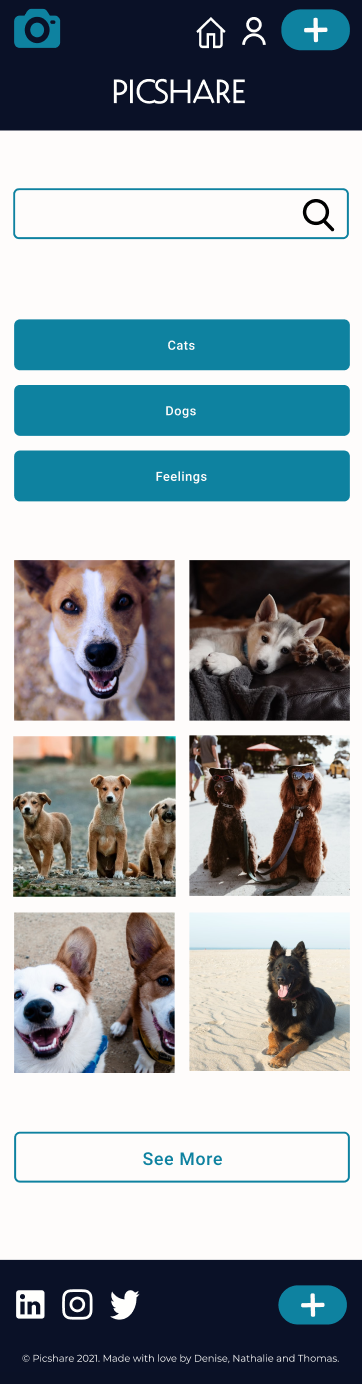 PICSHARE
Cats
Dogs
Feelings
See More
© Picshare 2021. Made with love by Denise, Nathalie and Thomas.